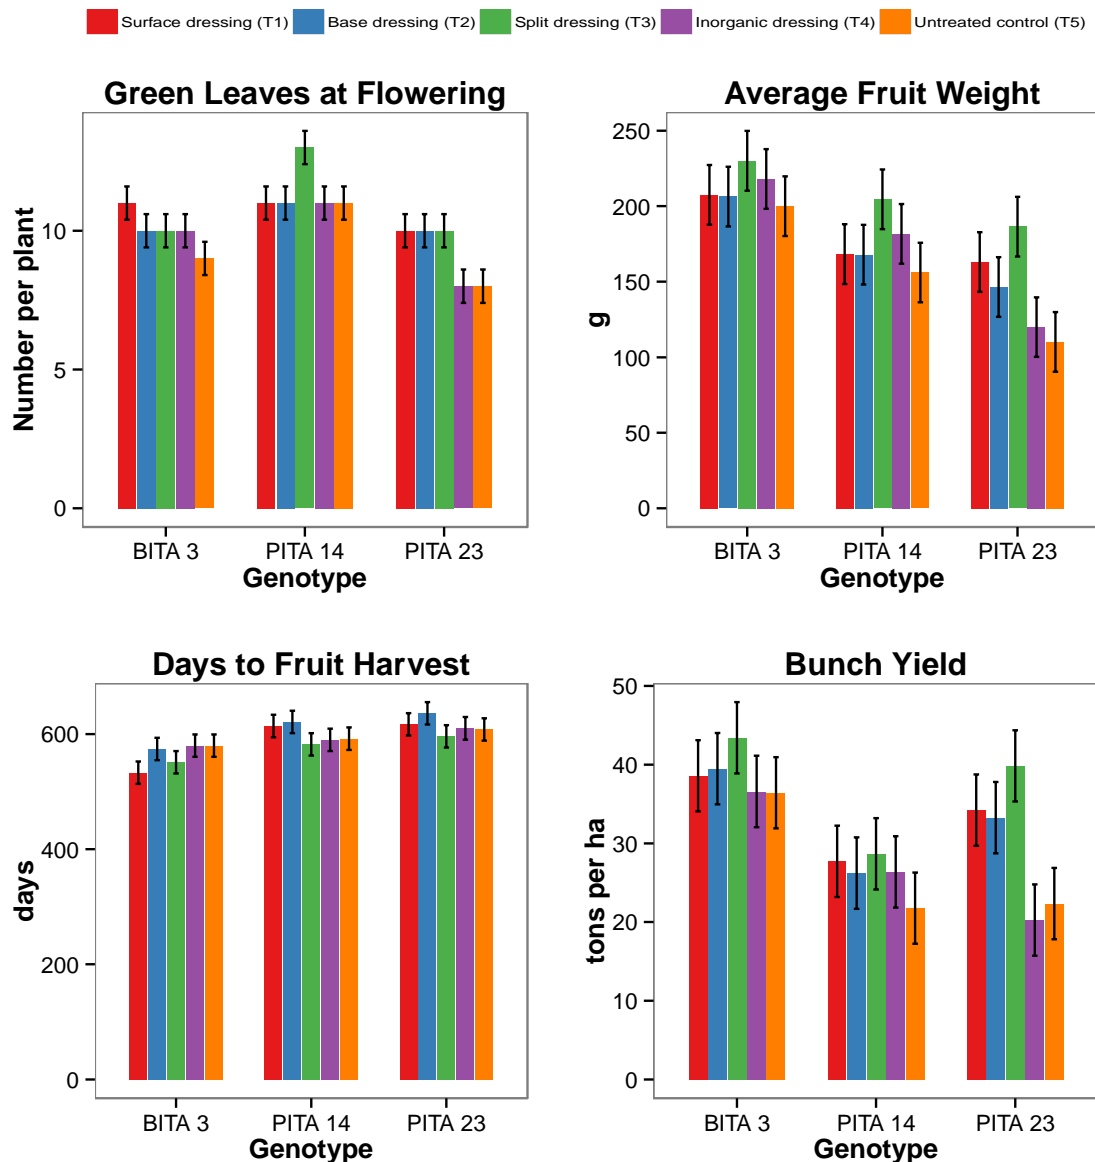 Surface dressing (T1) Base dressing (T2) Split dressing (T3) Inorganic dressing (T4) Untreated control (T5)
Green Leaves at Flowering
Number per plant
10
5
0
BITA 3 PITA 14 PITA 23
Genotype
Average Fruit Weight
g
250
200
150
100
50
0
BITA 3 PITA 14 PITA 23
Genotype
Days to Fruit Harvest
days
600
400
200
0
BITA 3 PITA 14 PITA 23
Genotype
Bunch Yield
tons per ha
50
40
30
20
10
0
BITA 3 PITA 14 PITA 23
Genotype